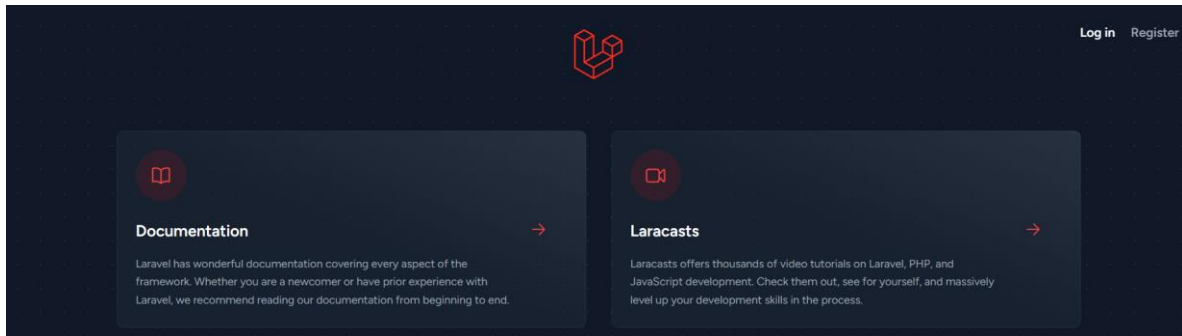 Log in Register
Documentation
Laravel has wonderful documentation covering every aspect of the
framework. Whether you are a newcomer or have prior experience with
Laravel, we recommend reading our documentation from beginning to end.
Laracasts
Laracasts offers thousands of video tutorials on Laravel, PHP, and
JavaScript development. Check them out, see for yourself, and massively
level up your development skills in the process.